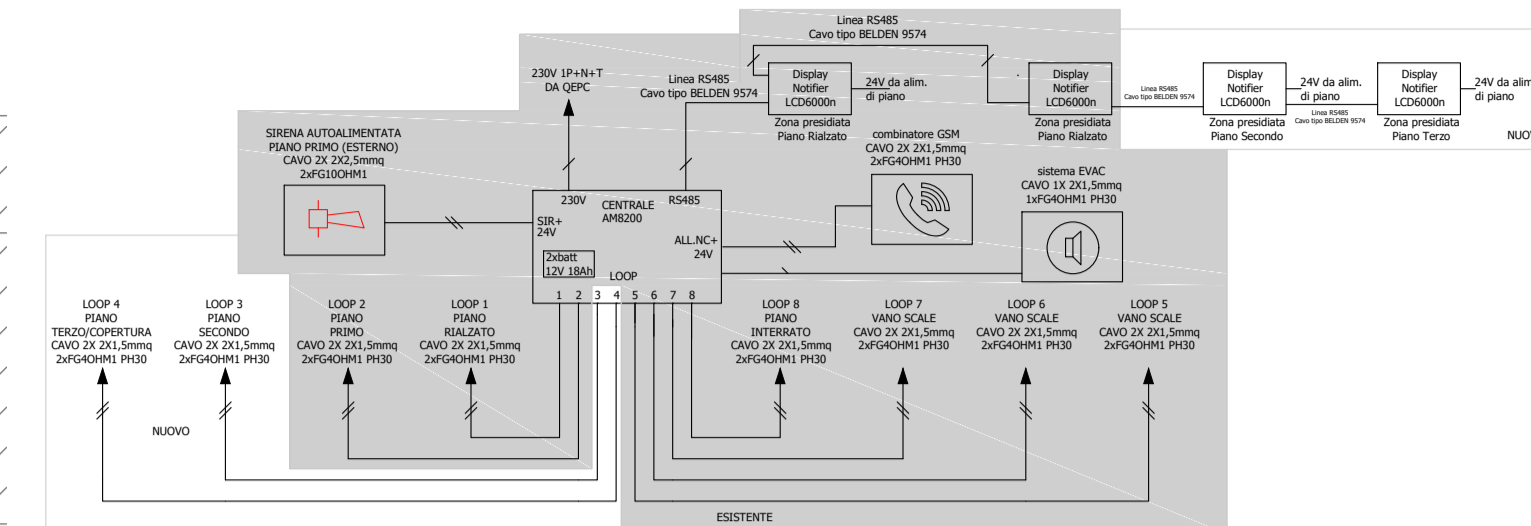 Linea RS485
Cavo tipo BELDEN 9574
230V 1P+N+T
DA QEPC
Linea RS485
Cavo tipo BELDEN 9574
Display
Notifier
LCD6000n
24V da alim.
di piano
Zona presidiata
Piano Rialzato
Display
Notifier
LCD6000n
Zona presidiata
Piano Rialzato
Linea RS485
Cavo tipo BELDEN 9574
Display
Notifier
LCD6000n
Zona presidiata
Piano Secondo
24V da alim.
di piano
Linea RS485
Cavo tipo BELDEN 9574
Display
Notifier
LCD6000n
Zona presidiata
Piano Terzo
24V da alim
di piano
SIRENA AUTOALIMENTATA
PIANO PRIMO (ESTERNO)
CAVO 2X 2X2,5mmq
2xFG10OHM1
combinatore GSM
CAVO 2X 2X1,5mmq
2xFG4OHM1 PH30
sistema EVAC
CAVO 1X 2X1,5mmq
1xFG4OHM1 PH30
230V
RS485
CENTRALE
AM8200
SIR+
24V
ALL.NC+
24V
2xbatt
12V 18Ah
LOOP
1 2 3 4 5 6 7 8
LOOP 4
PIANO
TERZO/COPERTURA
CAVO 2X 2X1,5mmq
2xFG4OHM1 PH30
LOOP 3
PIANO
SECONDO
CAVO 2X 2X1,5mmq
2xFG4OHM1 PH30
LOOP 2
PIANO
PRIMO
CAVO 2X 2X1,5mmq
2xFG4OHM1 PH30
LOOP 1
PIANO
RIALZATO
CAVO 2X 2X1,5mmq
2xFG4OHM1 PH30
LOOP 8
PIANO
INTERRATO
CAVO 2X 2X1,5mmq
2xFG4OHM1 PH30
LOOP 7
VANO SCALE
CAVO 2X 2X1,5mmq
2xFG4OHM1 PH30
LOOP 6
VANO SCALE
CAVO 2X 2X1,5mmq
2xFG4OHM1 PH30
LOOP 5
VANO SCALE
CAVO 2X 2X1,5mmq
2xFG4OHM1 PH30
NUOVO
ESISTENTE